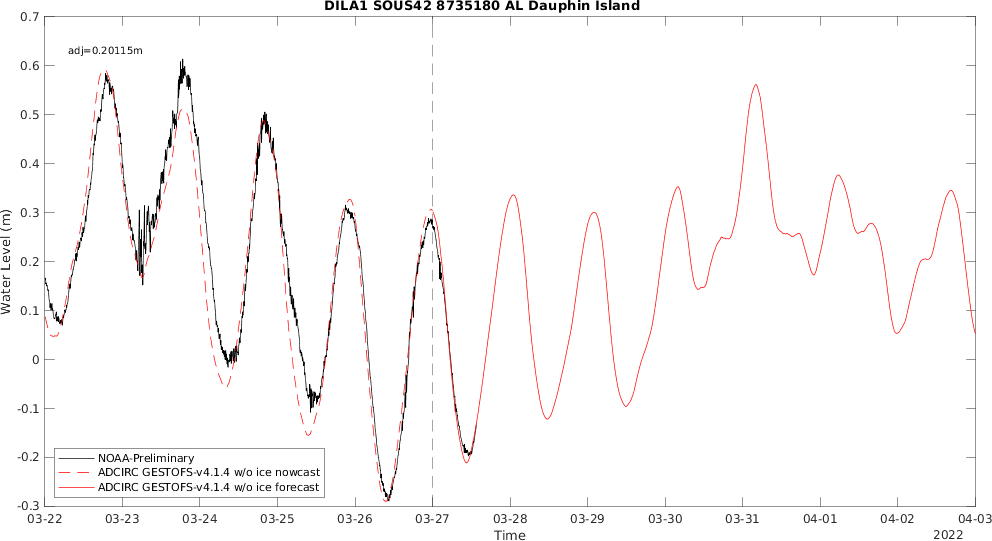 DILA1 SOUS42 8735180 AL Dauphin Island
adj=0.20115m
Water Level (m)
0.7
0.6
0.5
0.4
0.3
0.2
0.1
0
-0.1
-0.2
-0.3
NOAA-Preliminary
ADCIRC GESTOFS-v4.1.4 w/o ice nowcast
ADCIRC GESTOFS-v4.1.4 w/o ice forecast
03-22 03-23 03-24 03-25 03-26 03-27 03-28 03-29 03-30 03-31 04-01 04-02 04-03
Time
2022